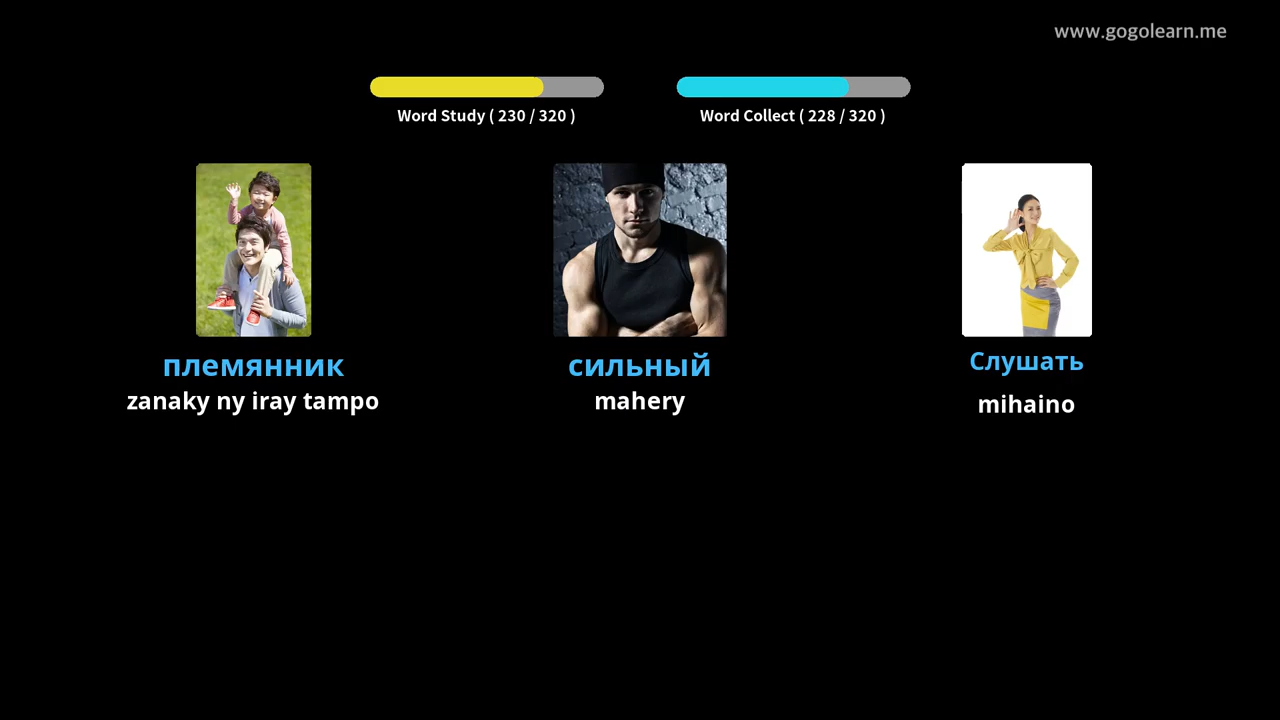 www.gogolearn.me
Word Study ( 230 / 320 )
Word Collect ( 228 / 320 )
племянник
zanaky ny iray tampo
сильный
mahery
Слушать
mihaino